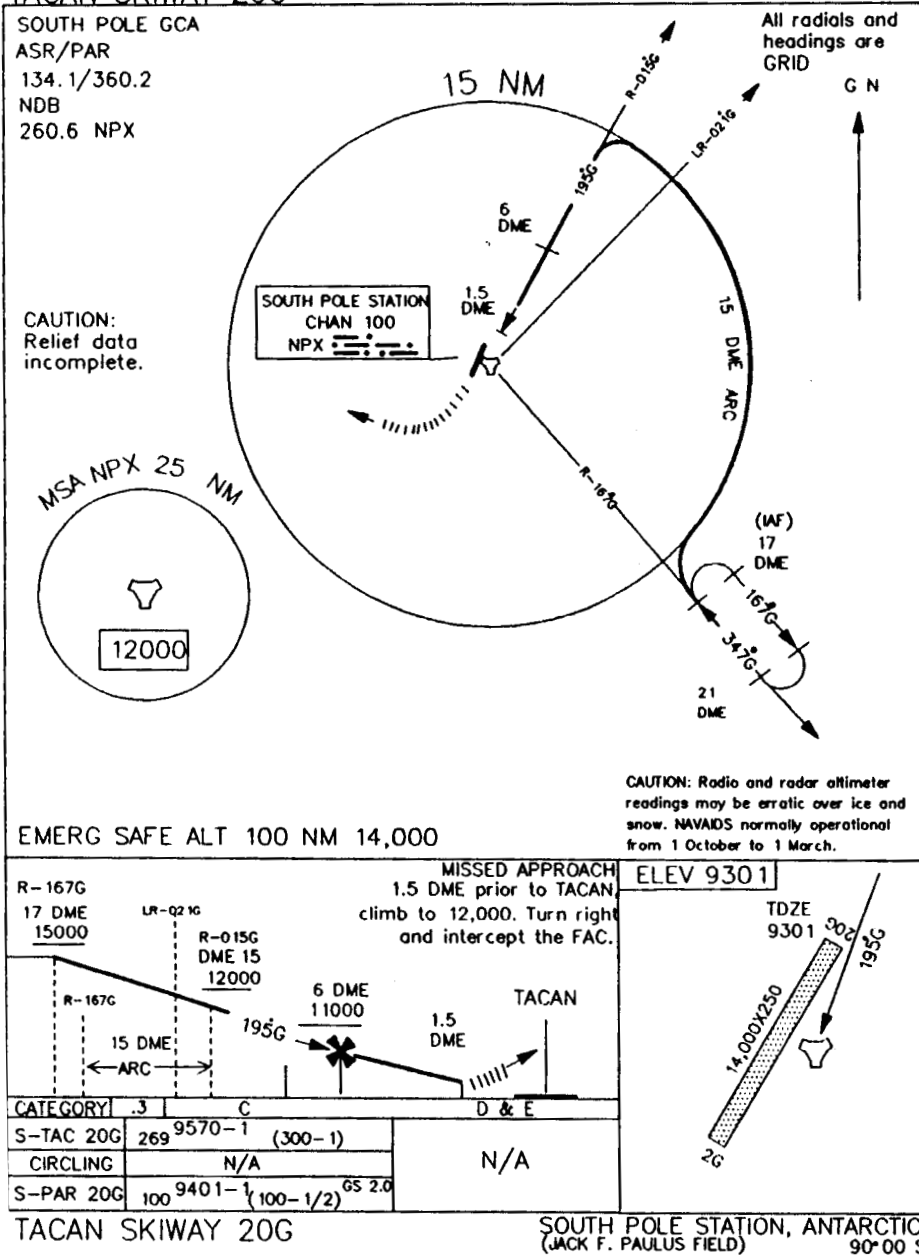 TACAN SKIWAY 20G
SOUTH POLE GCA
ASR/PAR
134.1/360.2
NDB
260.6 NPX
15 NM
All radials and
headings are
GRID
G N
R-015°G
LR-021°G
195°G
6
DME
1.5
DME
SOUTH POLE STATION
CHAN 100
NPX
CAUTION:
Relief data
incomplete.
15 DME ARC
R-167°G
MSA NPX 25 NM
12000
(IAF)
17
DME
167°G
347°G
21
DME
CAUTION: Radio and radar altimeter
readings may be erratic over ice and
snow. NAVAIDS normally operational
from 1 October to 1 March.
EMERG SAFE ALT 100 NM 14,000
R-167G
17 DME
15000
LR-021G
R-015G
DME 15
12000
R-167G
15 DME
ARC
195°G
6 DME
11000
1.5
DME
TACAN
MISSED APPROACH
1.5 DME prior to TACAN,
climb to 12,000. Turn right
and intercept the FAC.
ELEV 9301
TDZE
9301
20G
195°G
14,000X250
2G
CATEGORY .3 C D & E
S-TAC 20G 269 9570-1 (300-1)
CIRCLING N/A N/A
S-PAR 20G 100 9401-1 (100-1/2) GS 2.0
TACAN SKIWAY 20G
SOUTH POLE STATION, ANTARCTIC
(JACK F. PAULUS FIELD) 90°00 S